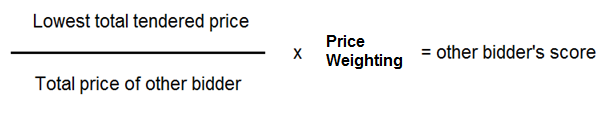 Lowest total tendered price
Total price of other bidder
x
Price
Weighting
= other bidder's score